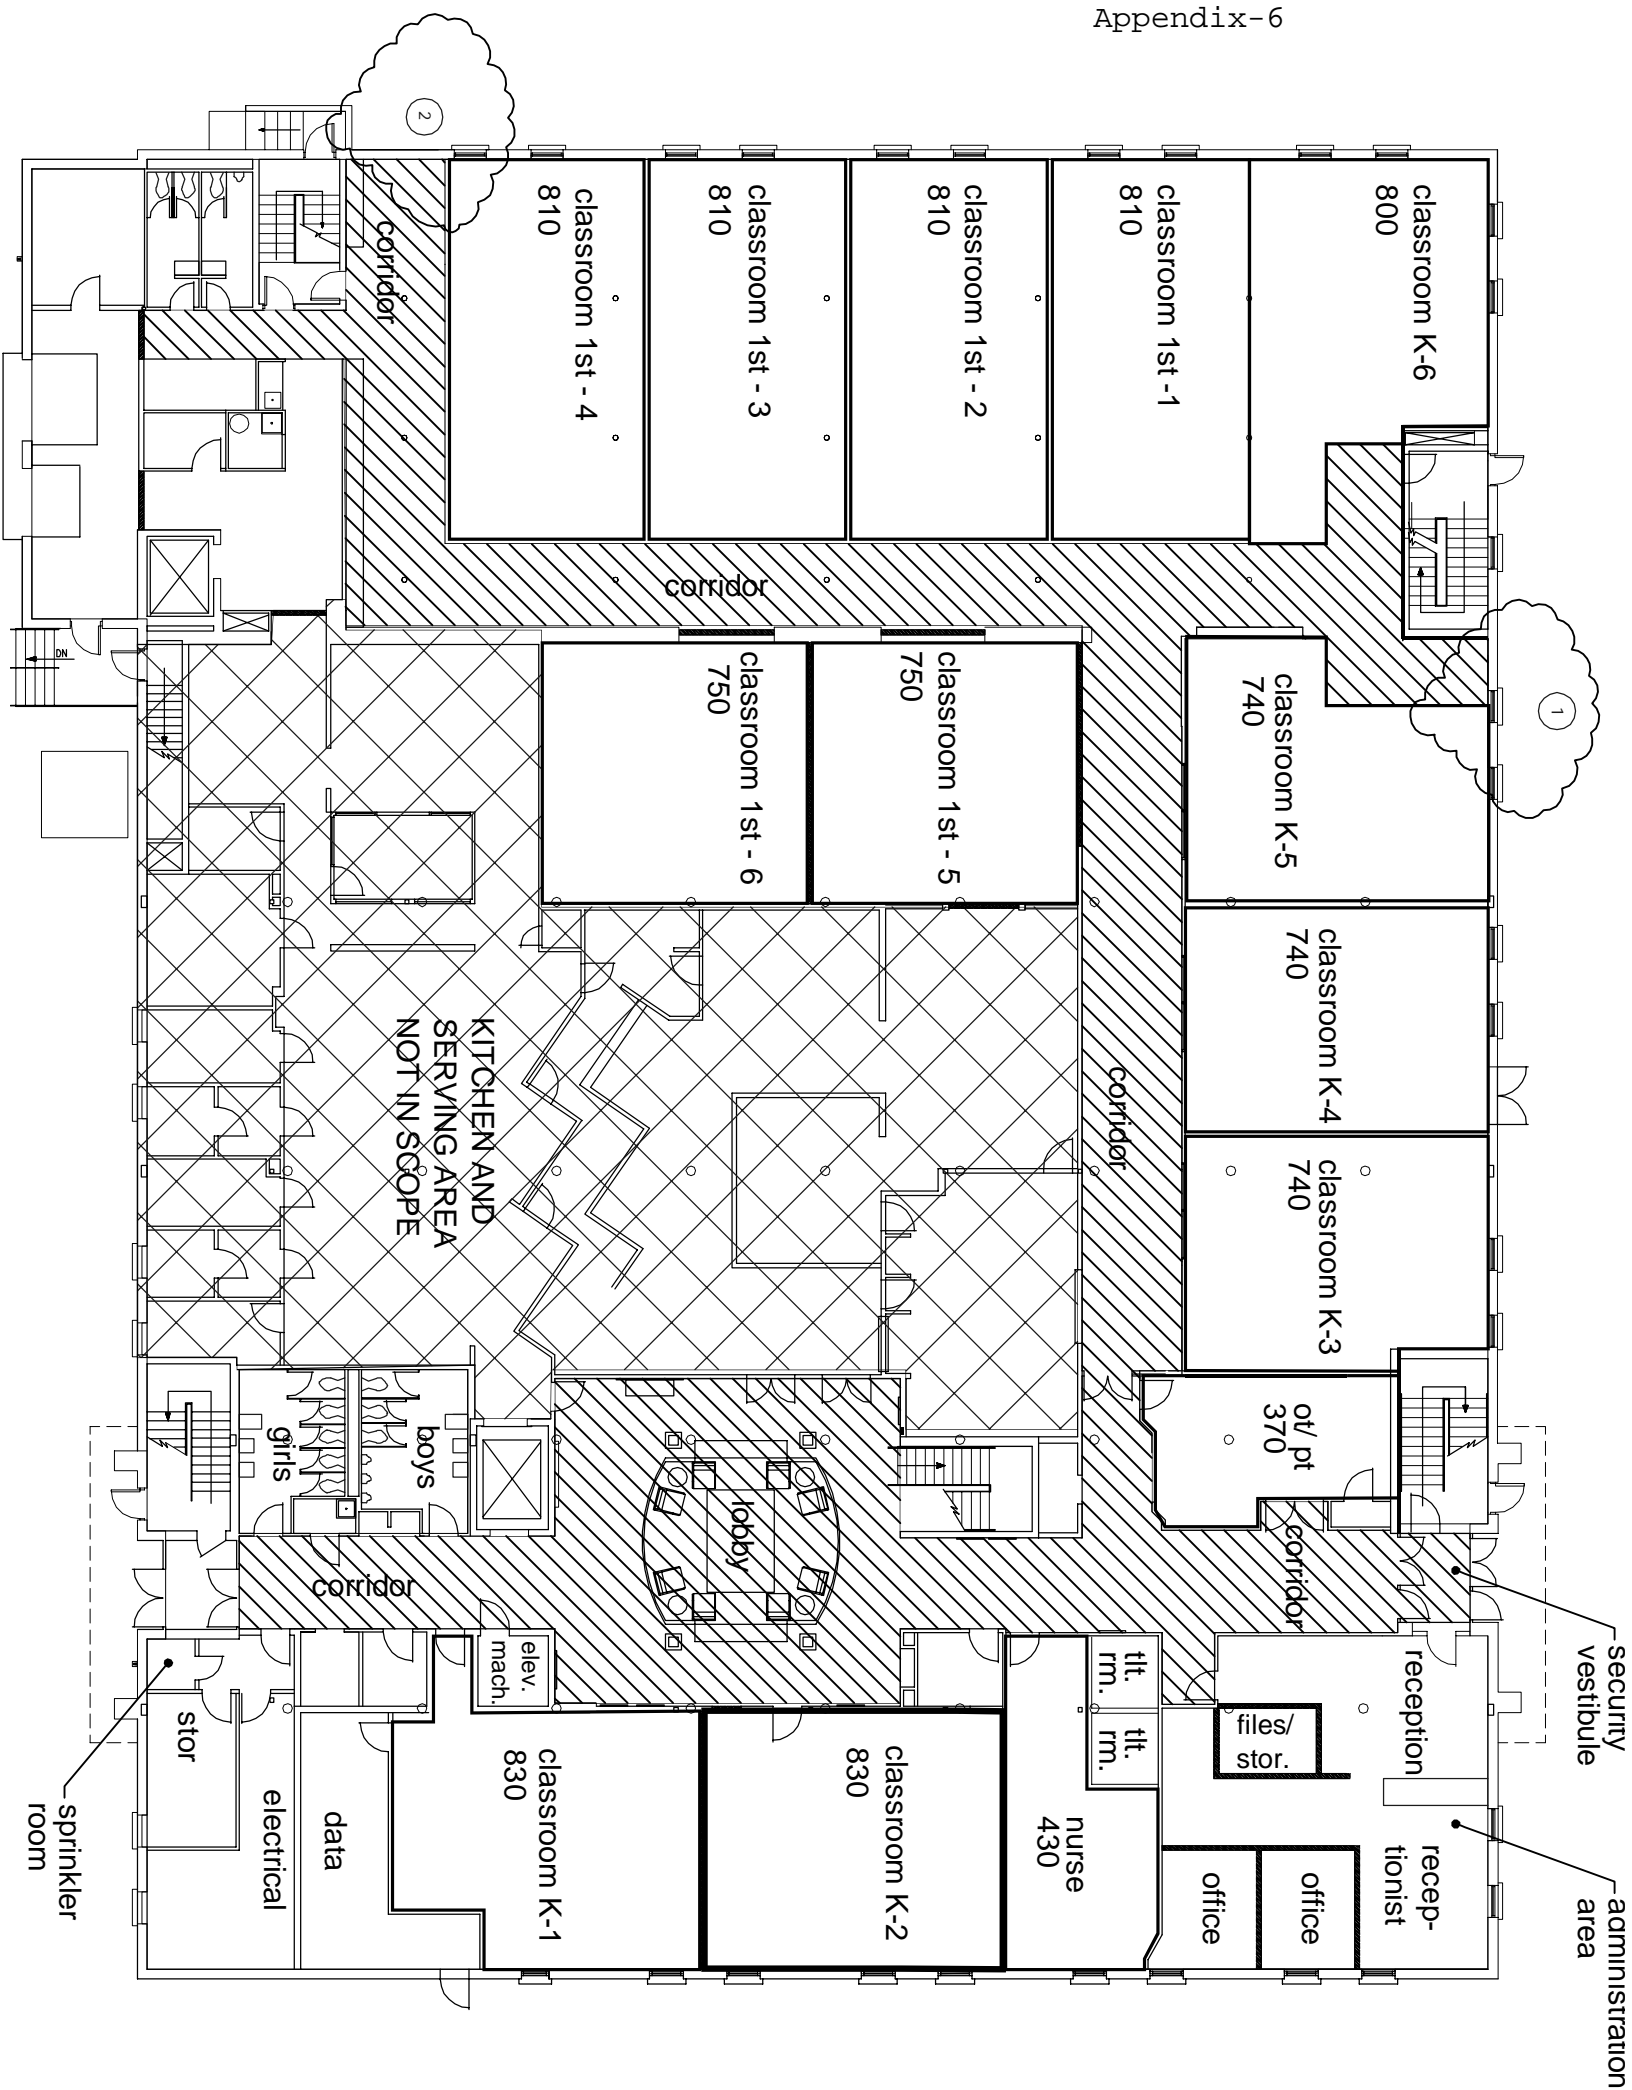 Appendix-6
2
classroom 1st - 4
810
classroom 1st - 3
810
classroom 1st - 2
810
classroom 1st -1
810
classroom K-6
800
corridor
corridor
DN
classroom 1st - 6
750
classroom 1st - 5
750
classroom K-5
740
1
classroom K-4
740
classroom K-3
740
corridor
KITCHEN AND
SERVING AREA
NOT IN SCOPE
ot/ pt
370
girls
boys
lobby
corridor
corridor
security
vestibule
elev.
mach.
tlt.
rm.
tlt.
rm.
reception
files/
stor.
stor
electrical
data
classroom K-1
830
classroom K-2
830
nurse
430
office
office
recep-
tionist
sprinkler
room
administration
area